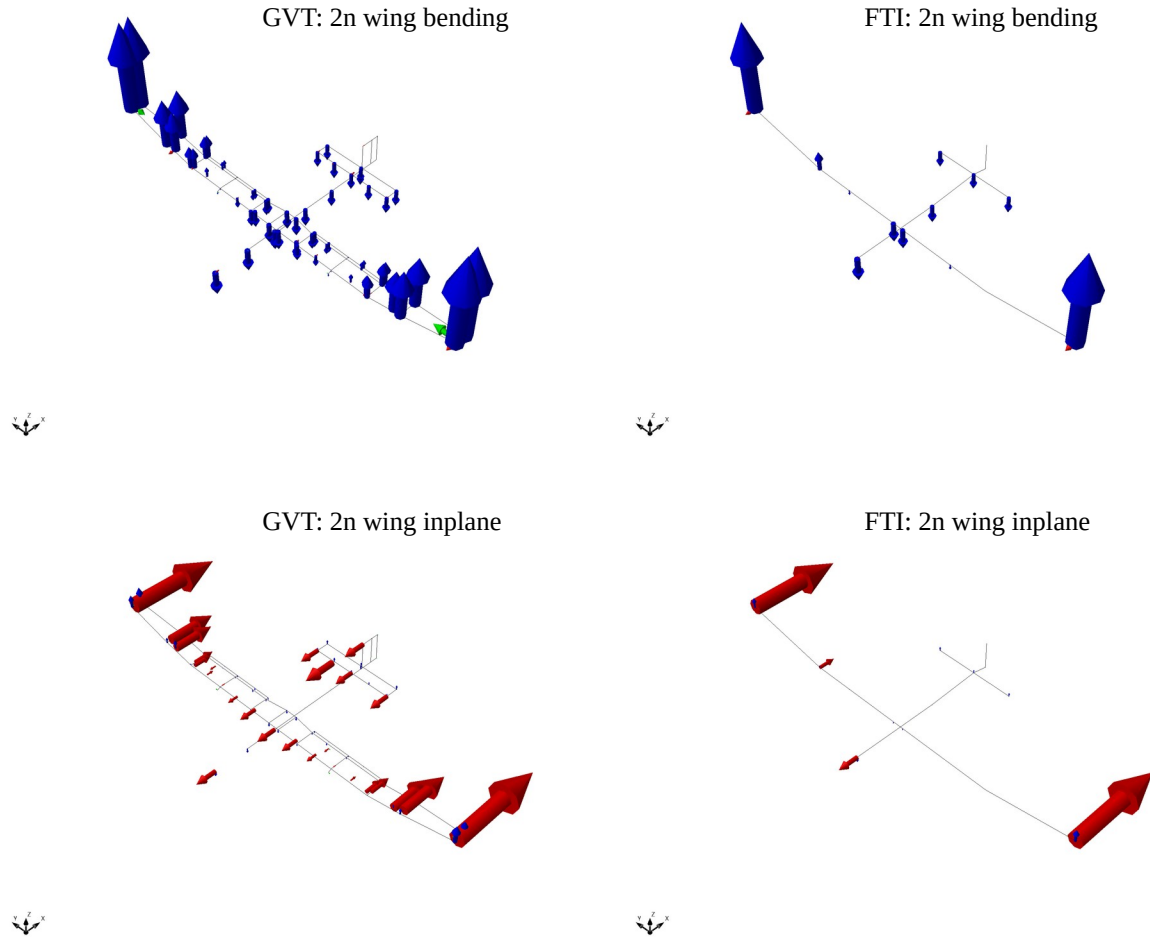 GVT: 2n wing bending
FTI: 2n wing bending
Y Z X
Y Z X
GVT: 2n wing inplane
FTI: 2n wing inplane
Y Z X
Y Z X